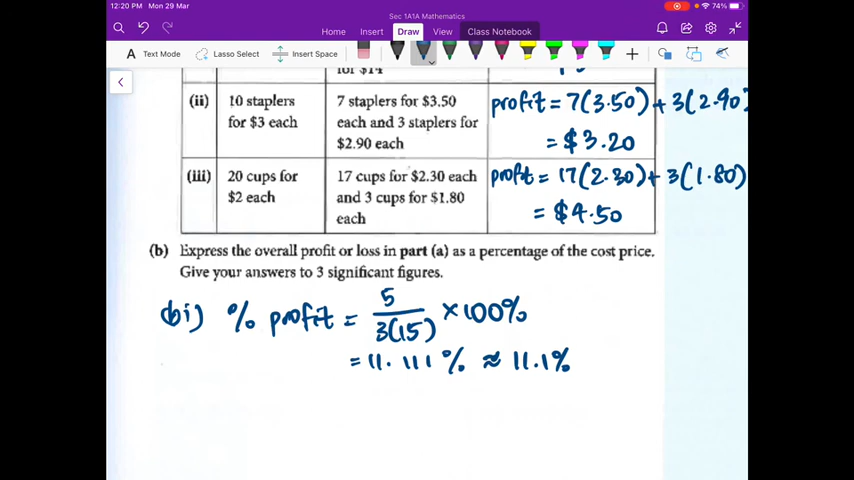 12:20 PM Mon 29 Mar
74%
Sec 1A1A Mathematics
Home Insert Draw View Class Notebook
Text Mode Lasso Select Insert Space
for $14
(ii) 10 staplers for $3 each
7 staplers for $3.50 each and 3 staplers for $2.90 each
profit = 7(3.50) + 3(2.90)
= $3.20
(iii) 20 cups for $2 each
17 cups for $2.30 each and 3 cups for $1.80 each
profit = 17(2.30) + 3(1.80)
= $4.50
(b) Express the overall profit or loss in part (a) as a percentage of the cost price.
Give your answers to 3 significant figures.
(bi) % profit = 5/3(15) × 100%
= 11.111 % ≈ 11.1%